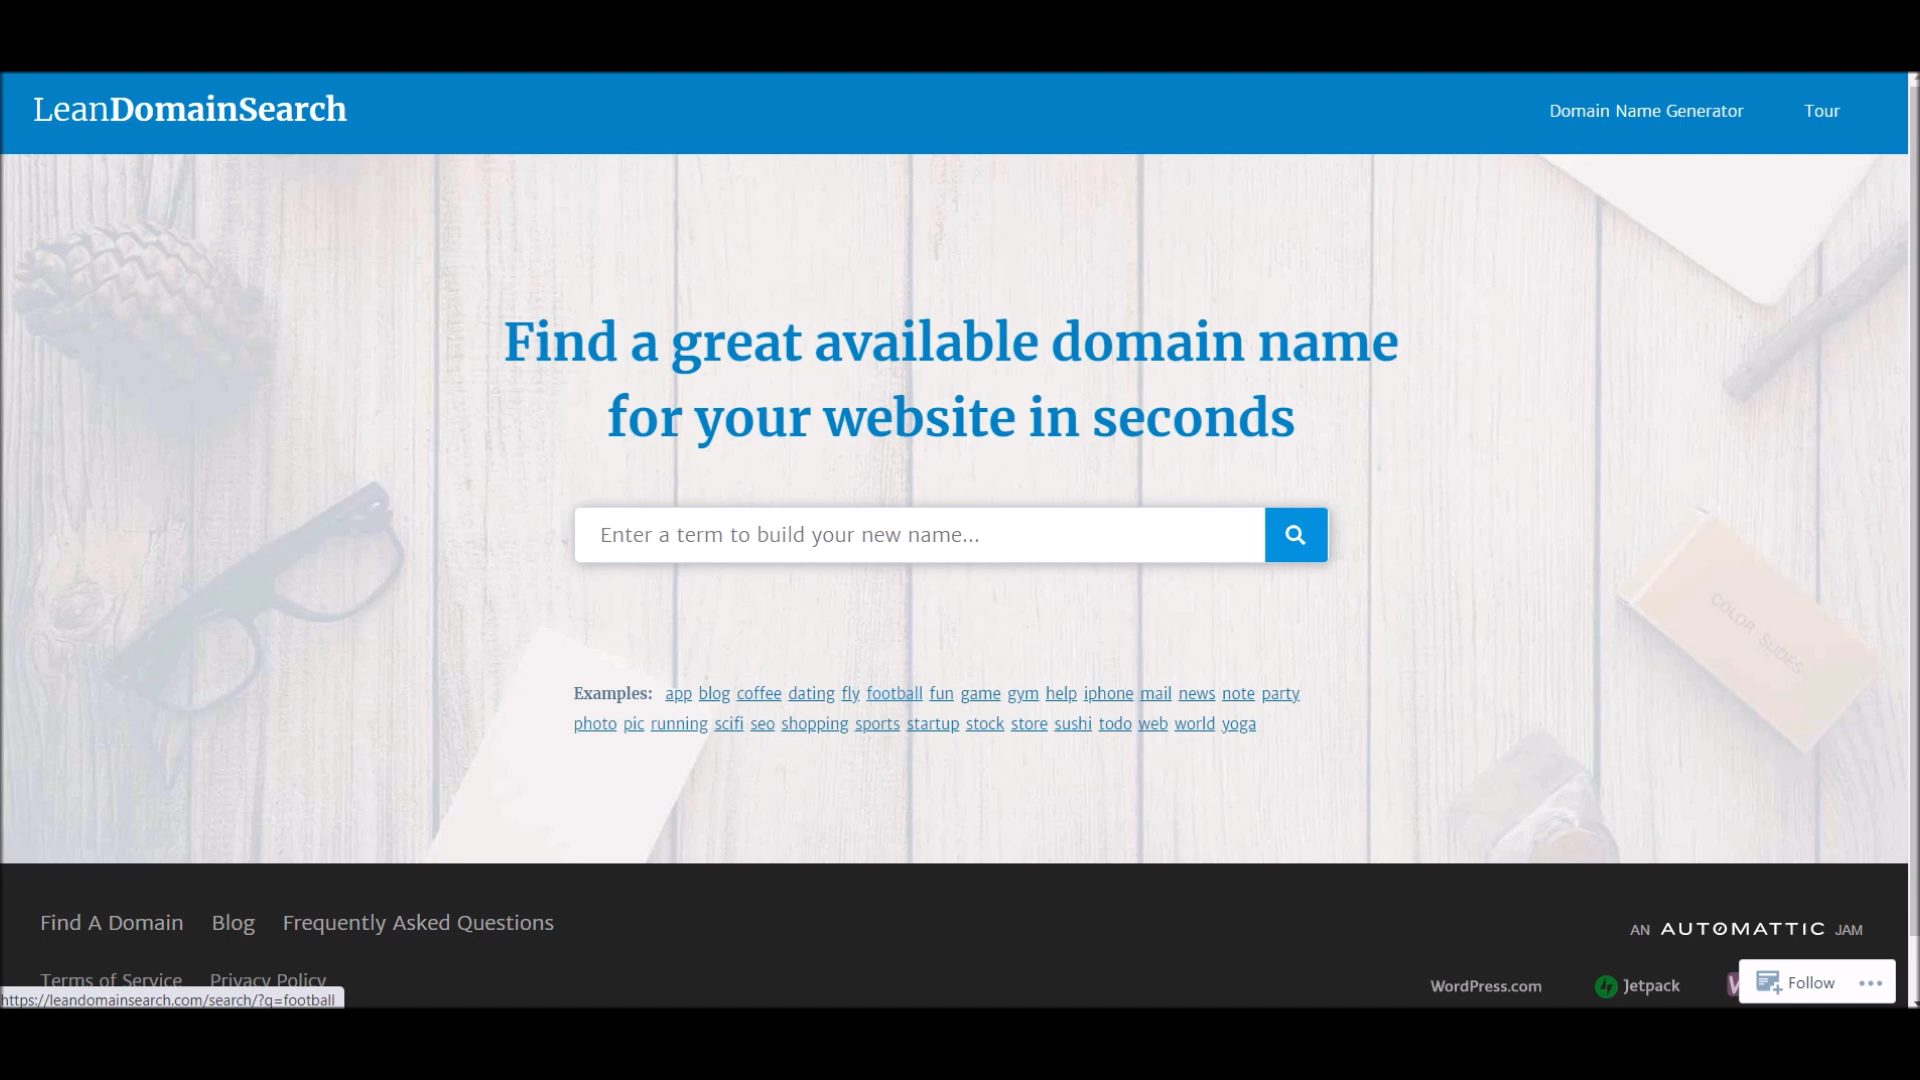 LeanDomainSearch
Domain Name Generator
Tour
Find a great available domain name
for your website in seconds
Enter a term to build your new name...
COLOR SLIDES
Examples: app blog coffee dating fly football fun game gym help iphone mail news note party
photo pic running scifi seo shopping sports startup stock store sushi todo web world yoga
Find A Domain Blog Frequently Asked Questions
AN AUTOMATTIC JAM
Terms of Service Privacy Policy
WordPress.com Jetpack
Follow
https://leandomainsearch.com/search/?q=football